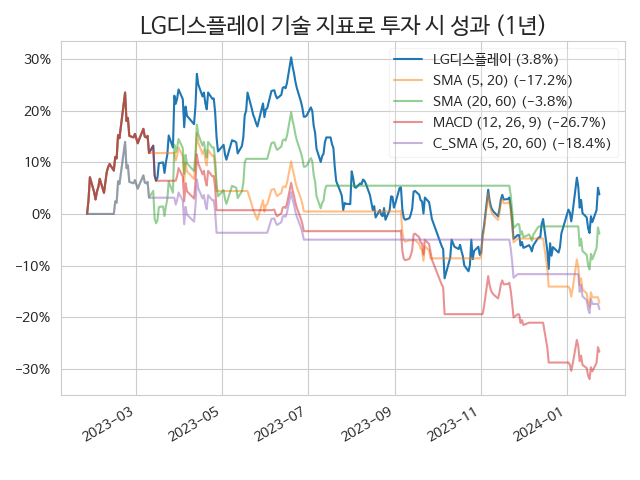 LG디스플레이 기술 지표로 투자 시 성과 (1년)
LG디스플레이 (3.8%)
SMA (5, 20) (−17.2%)
SMA (20, 60) (−3.8%)
MACD (12, 26, 9) (−26.7%)
C_SMA (5, 20, 60) (−18.4%)
30%
20%
10%
0%
−10%
−20%
−30%
2023−03
2023−05
2023−07
2023−09
2023−11
2024−01